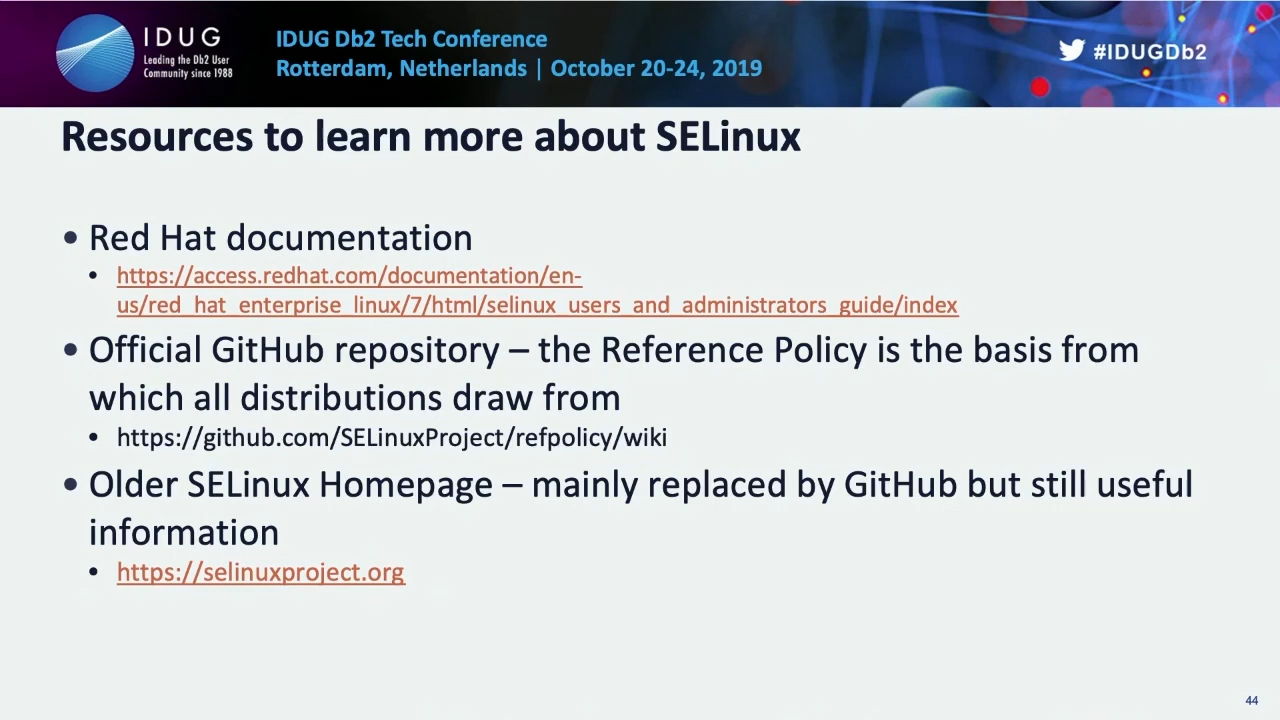 IDUG
Leading the Db2 User
Community since 1988
IDUG Db2 Tech Conference
Rotterdam, Netherlands | October 20-24, 2019
#IDUGDb2
Resources to learn more about SELinux
• Red Hat documentation
• https://access.redhat.com/documentation/en-
us/red_hat_enterprise_linux/7/html/selinux_users_and_administrators_guide/index
• Official GitHub repository – the Reference Policy is the basis from
which all distributions draw from
• https://github.com/SELinuxProject/refpolicy/wiki
• Older SELinux Homepage – mainly replaced by GitHub but still useful
information
• https://selinuxproject.org
44